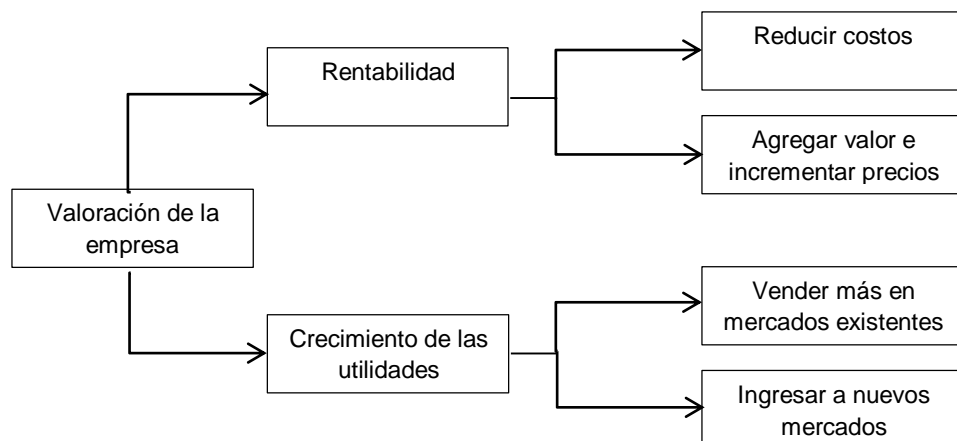 Reducir costos
Rentabilidad
Agregar valor e
incrementar precios
Valoración de la
empresa
Vender más en
mercados existentes
Crecimiento de las
utilidades
Ingresar a nuevos
mercados